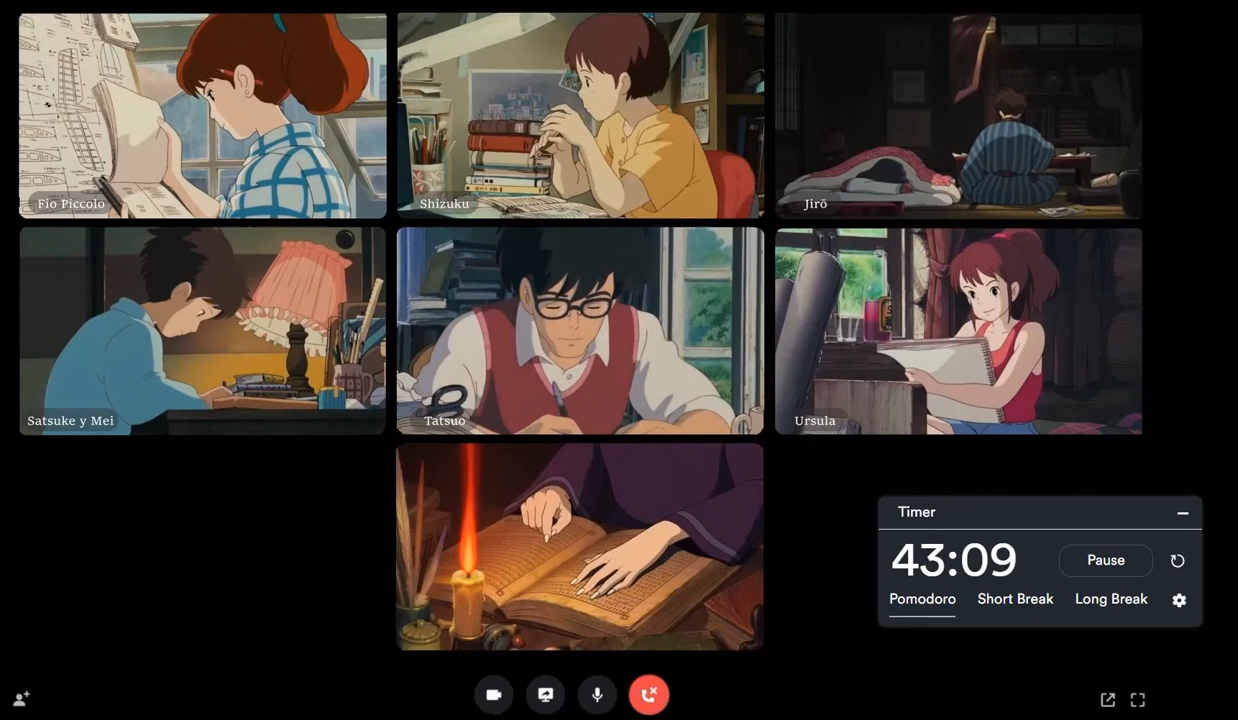 Fio Piccolo
Shizuku
Jirō
Satsuke y Mei
Tatsuo
Ursula
Timer
43:09
Pause
Pomodoro
Short Break
Long Break